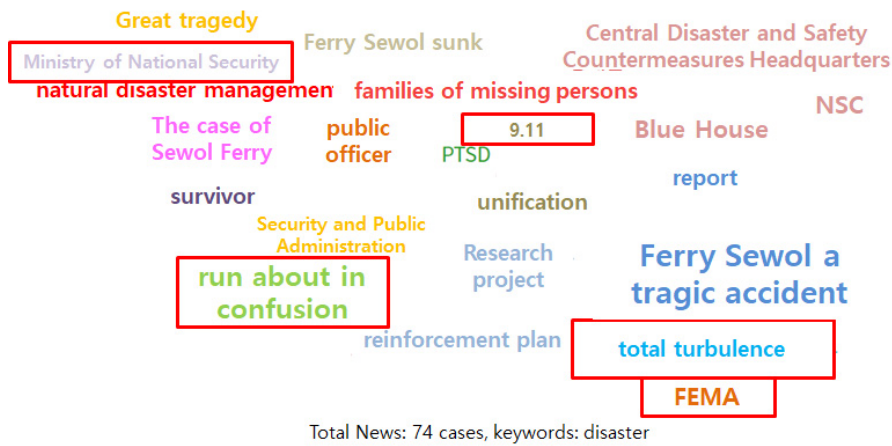 Great tragedy
Ferry Sewol sunk
Central Disaster and Safety
Countermeasures Headquarters
Ministry of National Security
natural disaster managemen
families of missing persons
NSC
The case of
Sewol Ferry
public
officer
9.11
PTSD
Blue House
report
survivor
unification
Security and Public
Administration
Research
project
Ferry Sewol a
tragic accident
run about in
confusion
reinforcement plan
total turbulence
FEMA
Total News: 74 cases, keywords: disaster